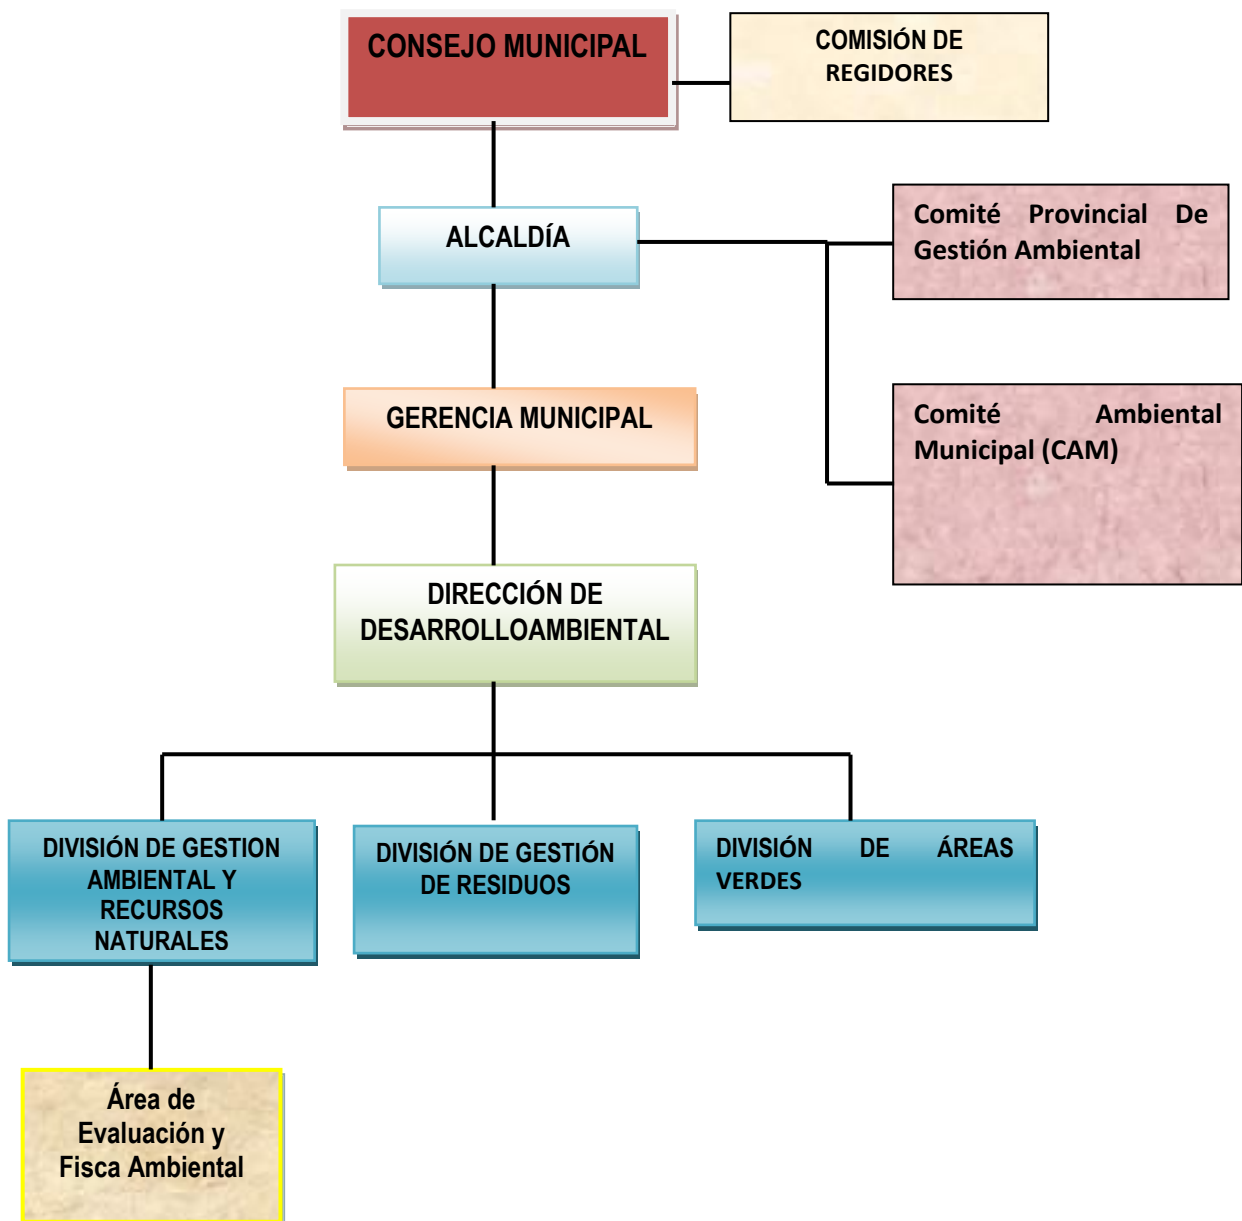 CONSEJO MUNICIPAL
COMISIÓN DE
REGIDORES
ALCALDÍA
Comité Provincial De
Gestión Ambiental
GERENCIA MUNICIPAL
Comité Ambiental
Municipal (CAM)
DIRECCIÓN DE
DESARROLLOAMBIENTAL
DIVISIÓN DE GESTION
AMBIENTAL Y
RECURSOS
NATURALES
DIVISIÓN DE GESTIÓN
DE RESIDUOS
DIVISIÓN DE ÁREAS
VERDES
Área de
Evaluación y
Fisca Ambiental